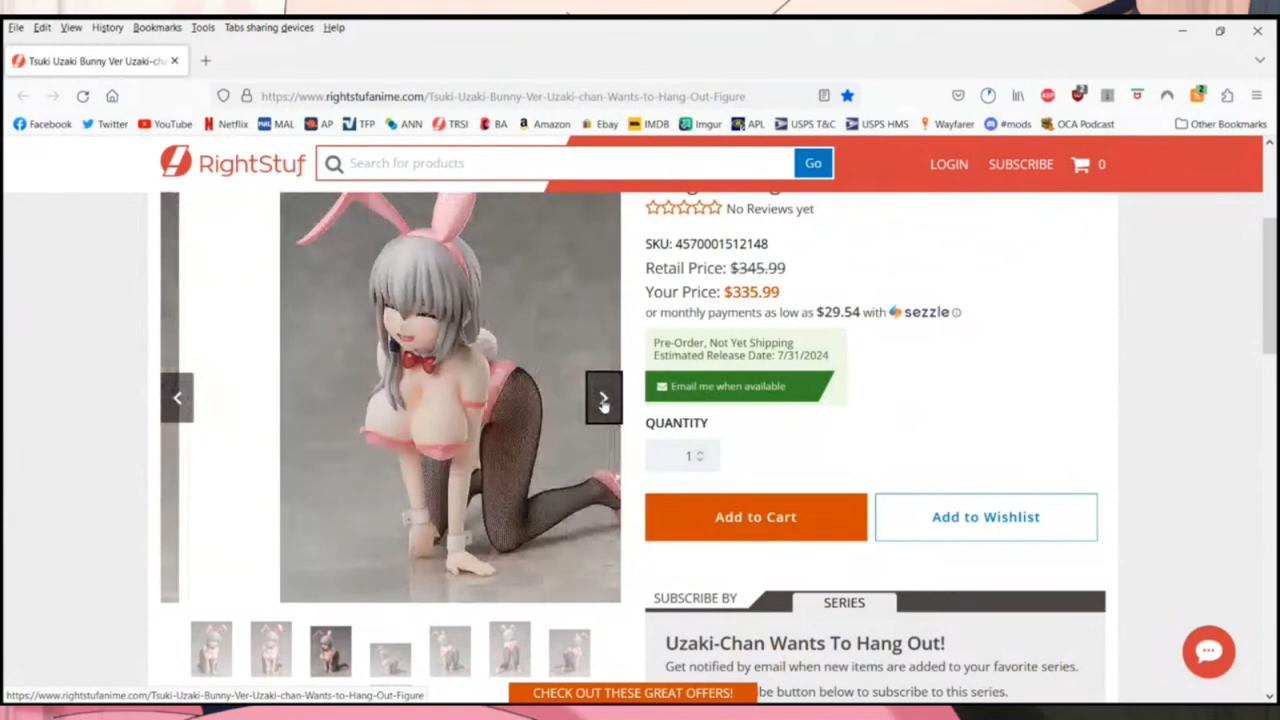 File Edit View History Bookmarks Tools Tabs sharing devices Help
Tsuki Uzaki Bunny Ver Uzaki-ch
https://www.rightstufanime.com/Tsuki-Uzaki-Bunny-Ver-Uzaki-chan-Wants-to-Hang-Out-Figure
Facebook Twitter YouTube Netflix MAL AP TFP ANN TRSI BA Amazon Ebay IMDB Imgur APL USPS T&C USPS HMS Wayfarer #mods OCA Podcast Other Bookmarks
RightStuf Search for products Go LOGIN SUBSCRIBE 0
No Reviews yet
SKU: 4570001512148
Retail Price: $345.99
Your Price: $335.99
or monthly payments as low as $29.54 with sezzle
Pre-Order, Not Yet Shipping
Estimated Release Date: 7/31/2024
Email me when available
QUANTITY
1
Add to Cart Add to Wishlist
SUBSCRIBE BY SERIES
Uzaki-Chan Wants To Hang Out!
Get notified by email when new items are added to your favorite series.
be button below to subscribe to this series.
https://www.rightstufanime.com/Tsuki-Uzaki-Bunny-Ver-Uzaki-chan-Wants-to-Hang-Out-Figure
CHECK OUT THESE GREAT OFFERS!